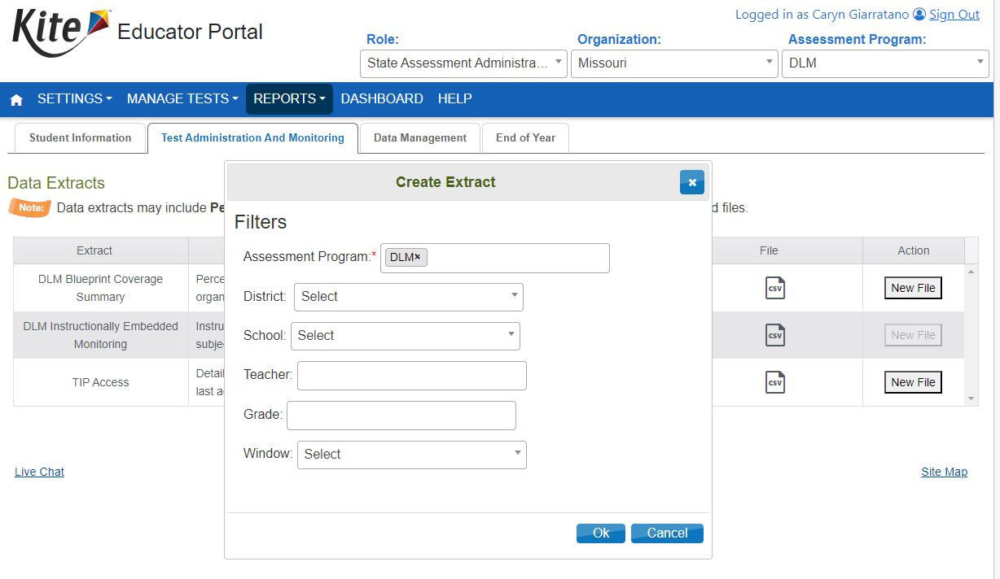 Kite Educator Portal
Logged in as Caryn Giarratano Sign Out
Role: Organization: Assessment Program:
State Assessment Administra... Missouri DLM
SETTINGS MANAGE TESTS REPORTS DASHBOARD HELP
Student Information Test Administration And Monitoring Data Management End of Year
Data Extracts
Note: Data extracts may include Pe
d files.
Extract File Action
DLM Blueprint Coverage
Summary
Perce
organ
csv New File
DLM Instructionally Embedded
Monitoring
Instru
subje
csv New File
TIP Access
Detail
last a
csv New File
Create Extract
Filters
Assessment Program:* DLM×
District: Select
School: Select
Teacher:
Grade:
Window: Select
Ok Cancel
Live Chat Site Map